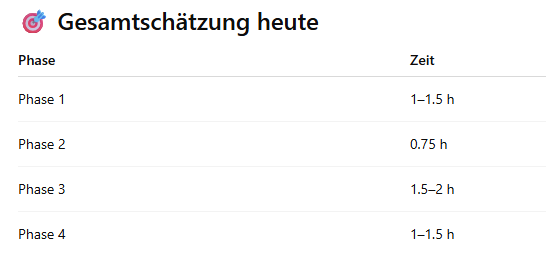 Gesamtschätzung heute
Phase Zeit
Phase 1 1–1.5 h
Phase 2 0.75 h
Phase 3 1.5–2 h
Phase 4 1–1.5 h